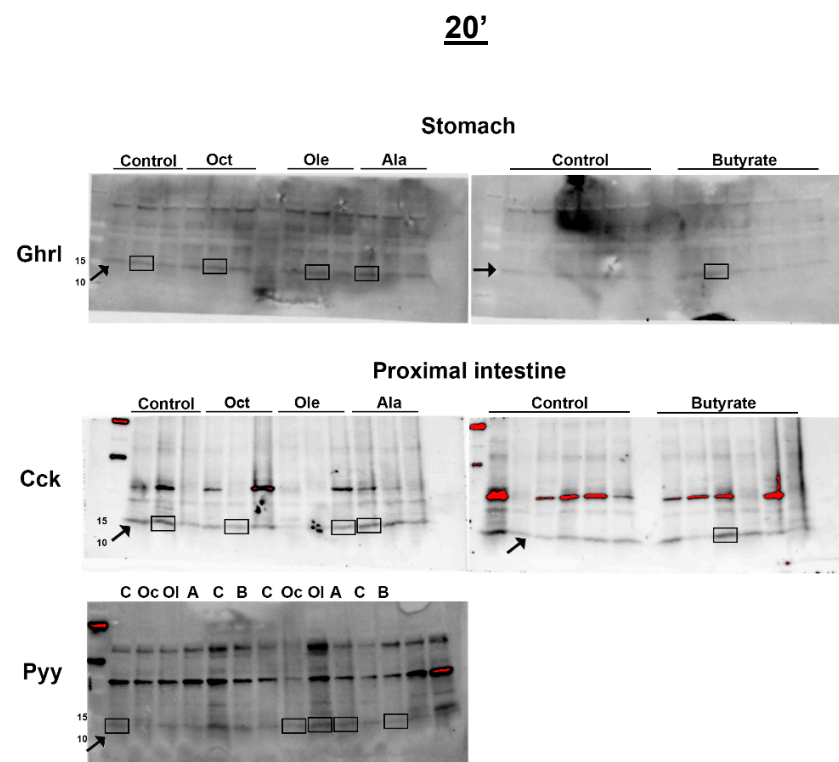 20’
Stomach
Control Oct Ole Ala Control Butyrate
Ghrl
15
10
Proximal intestine
Control Oct Ole Ala Control Butyrate
Cck
15
10
C Oc Ol A C B C Oc Ol A C B
Pyy
15
10